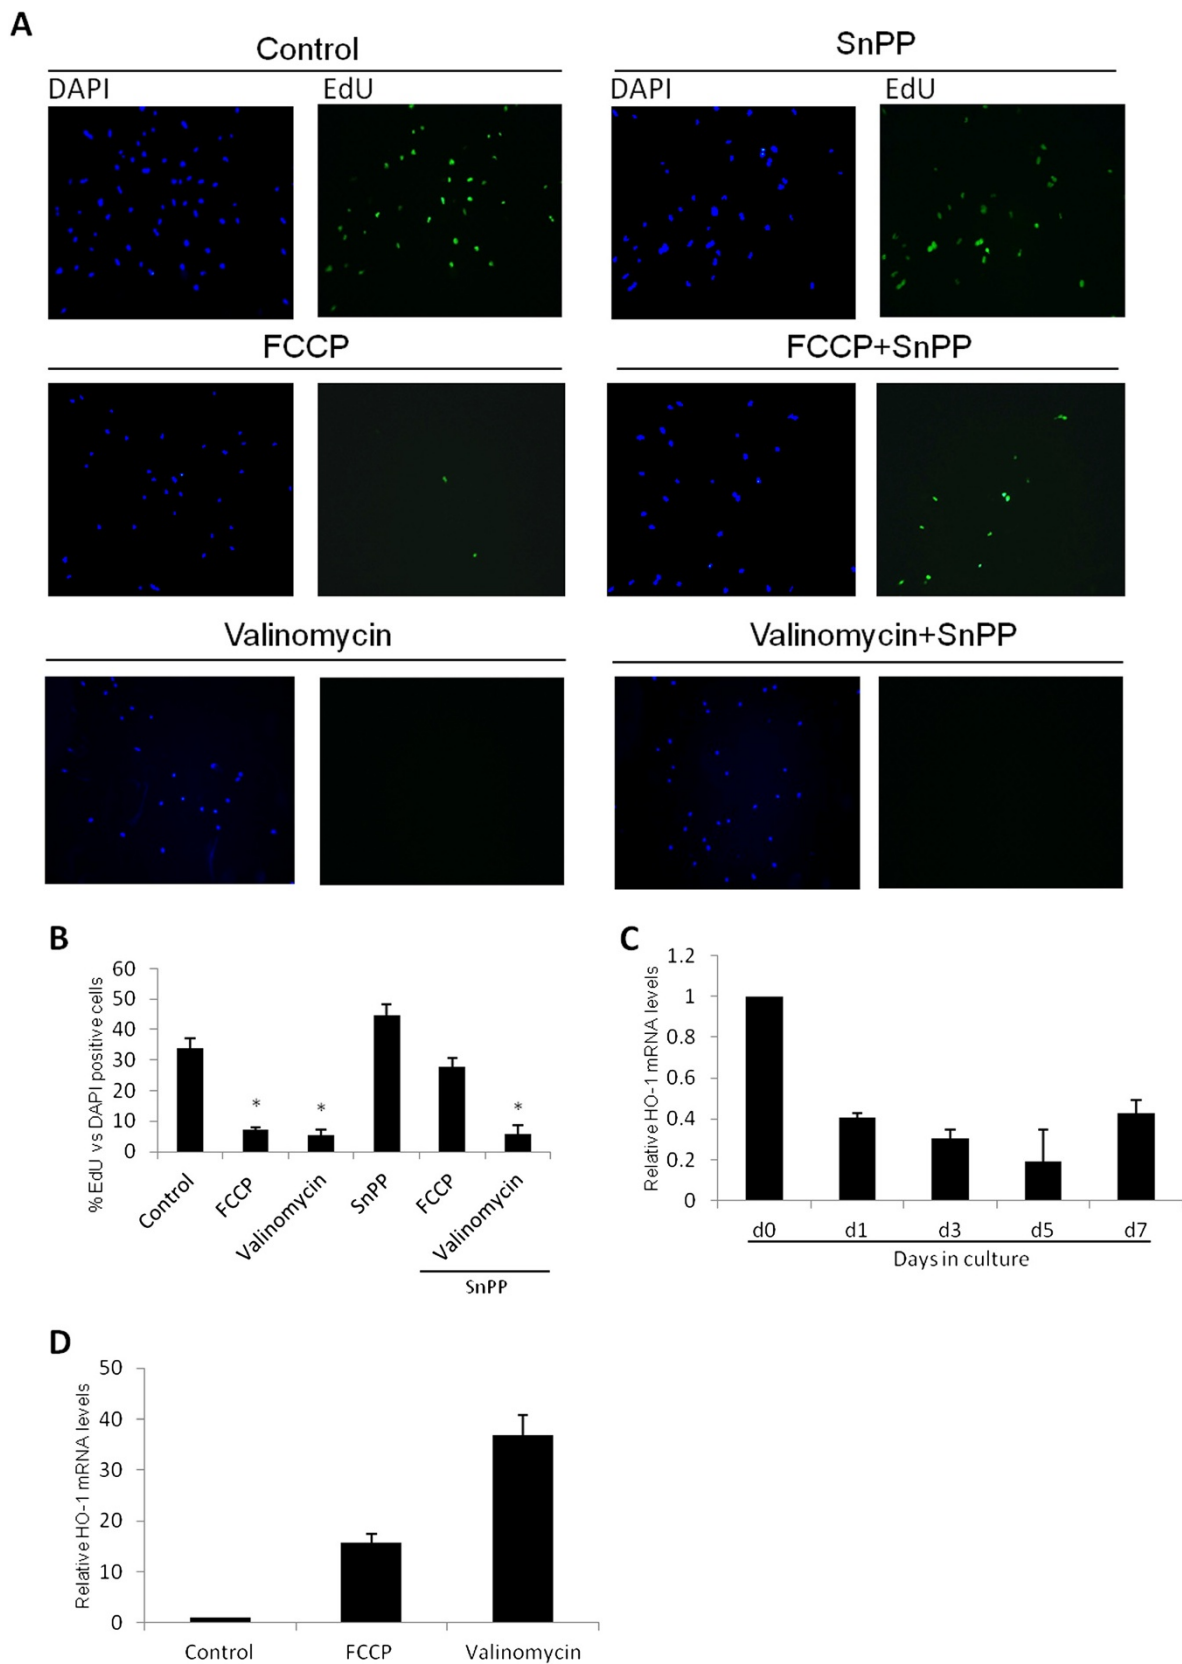 A
Control
SnPP
DAPI
EdU
DAPI
EdU
FCCP
FCCP+SnPP
Valinomycin
Valinomycin+SnPP
B
% EdU vs DAPI positive cells
60
50
40
30
20
10
0
*
*
*
Control
FCCP
Valinomycin
SnPP
FCCP
Valinomycin
SnPP
C
Relative HO-1 mRNA levels
1.2
1
0.8
0.6
0.4
0.2
0
d0
d1
d3
d5
d7
Days in culture
D
Relative HO-1 mRNA levels
50
40
30
20
10
0
Control
FCCP
Valinomycin